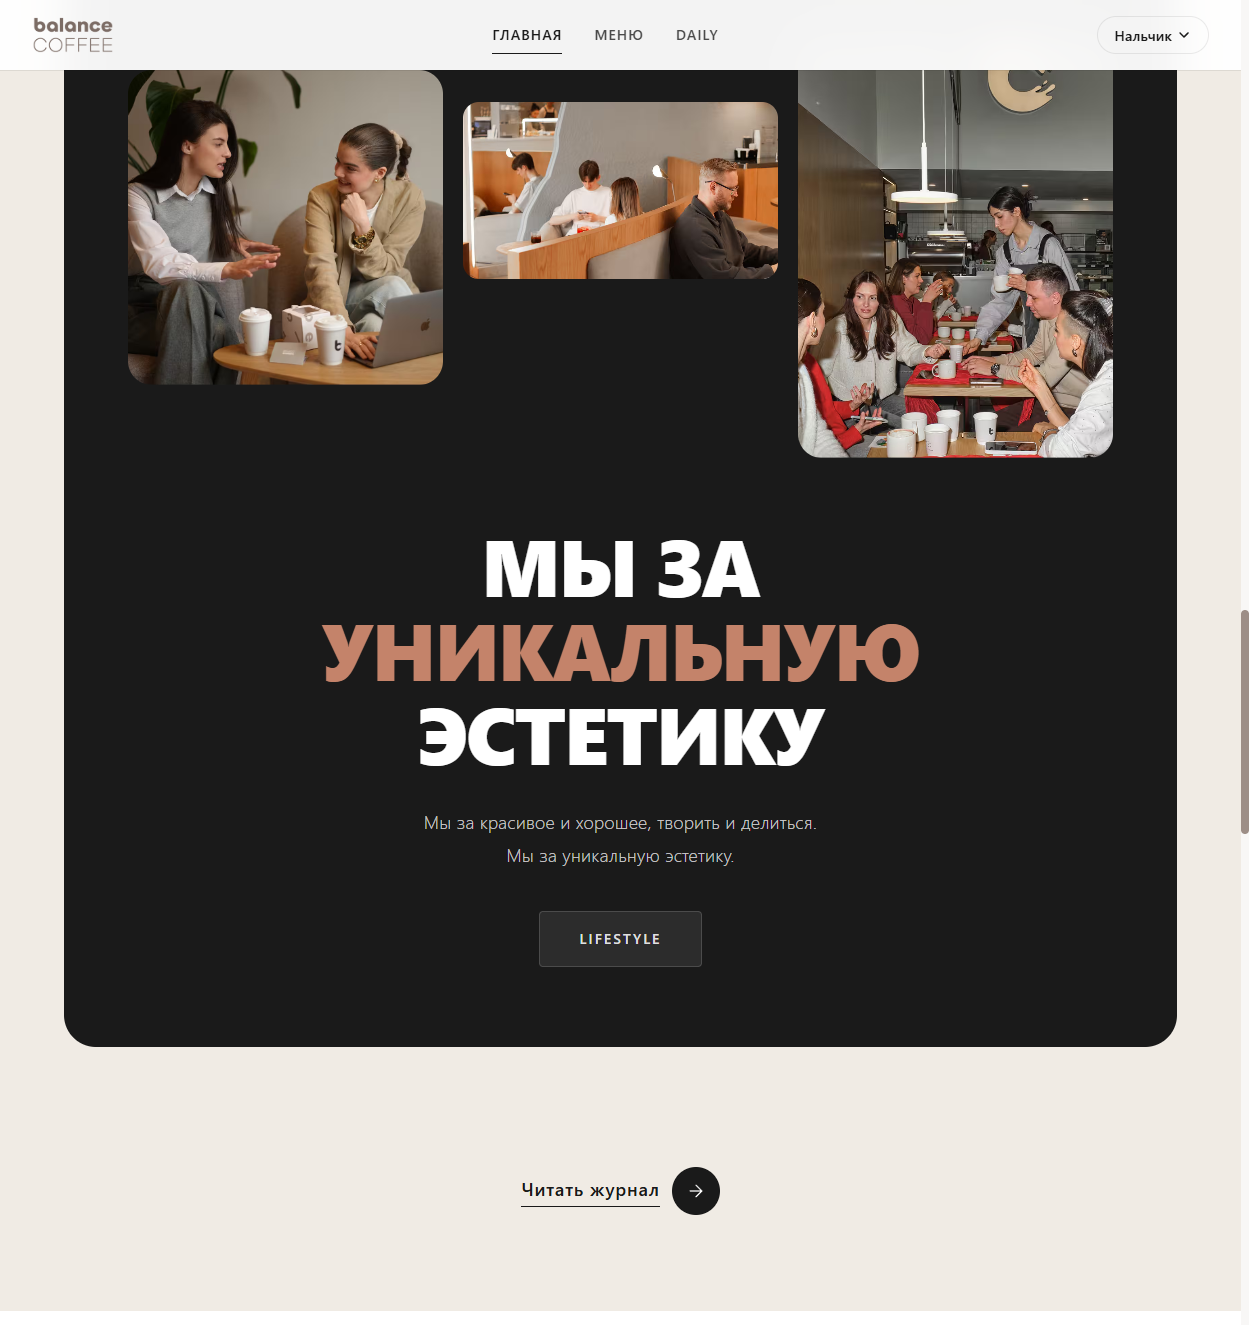 balance
COFFEE
ГЛАВНАЯ
МЕНЮ
DAILY
Нальчик
МЫ ЗА
УНИКАЛЬНУЮ
ЭСТЕТИКУ
Мы за красивое и хорошее, творить и делиться.
Мы за уникальную эстетику.
LIFESTYLE
Читать журнал